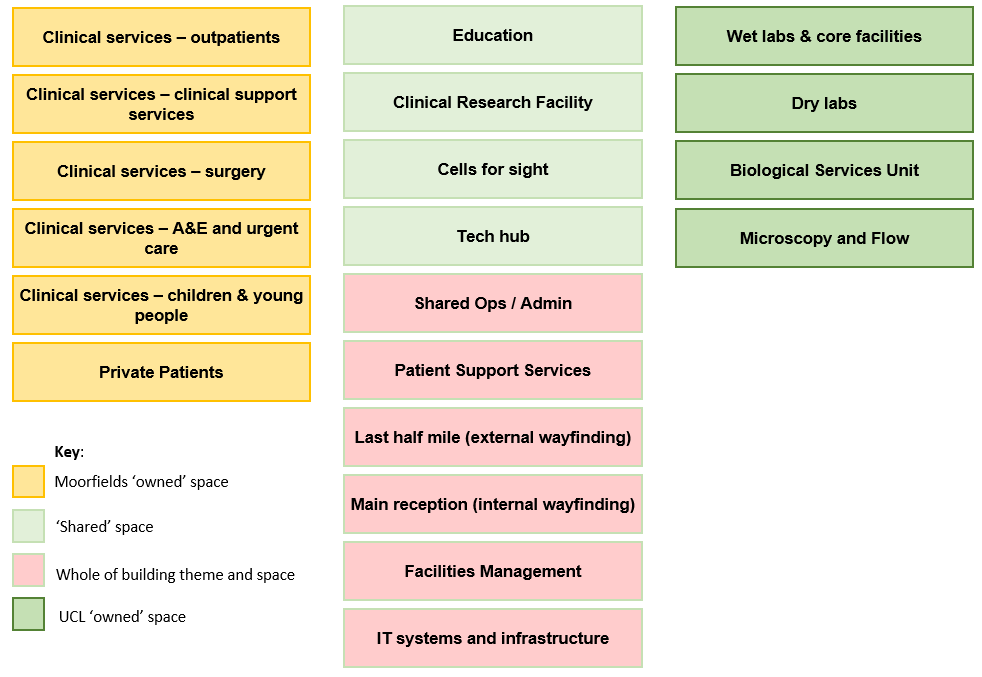 Clinical services – outpatients
Clinical services – clinical support
services
Clinical services – surgery
Clinical services – A&E and urgent
care
Clinical services – children & young
people
Private Patients
Education
Clinical Research Facility
Cells for sight
Tech hub
Shared Ops / Admin
Patient Support Services
Last half mile (external wayfinding)
Main reception (internal wayfinding)
Facilities Management
IT systems and infrastructure
Wet labs & core facilities
Dry labs
Biological Services Unit
Microscopy and Flow
Key:
Moorfields ‘owned’ space
‘Shared’ space
Whole of building theme and space
UCL ‘owned’ space